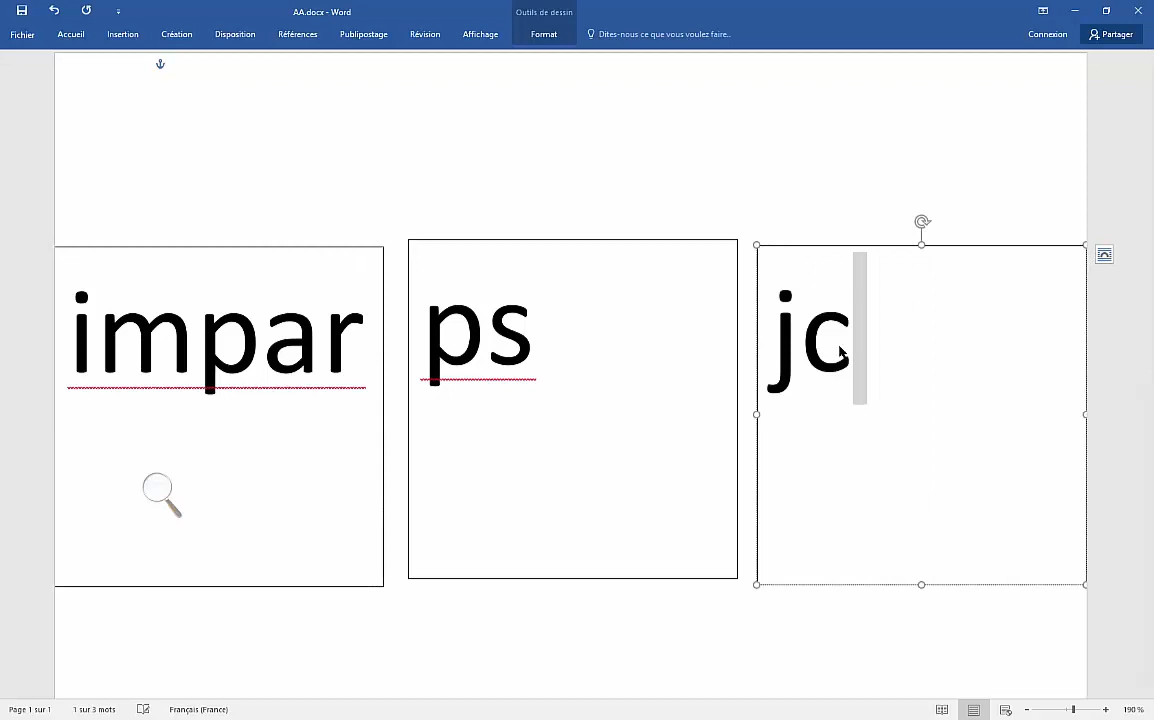 AA.docx - Word
Outils de dessin
Fichier
Accueil
Insertion
Création
Disposition
Références
Publipostage
Révision
Affichage
Format
Dites-nous ce que vous voulez faire..
Connexion
Partager
impar
ps
jc
Page 1 sur 1
1 sur 3 mots
Français (France)
190 %